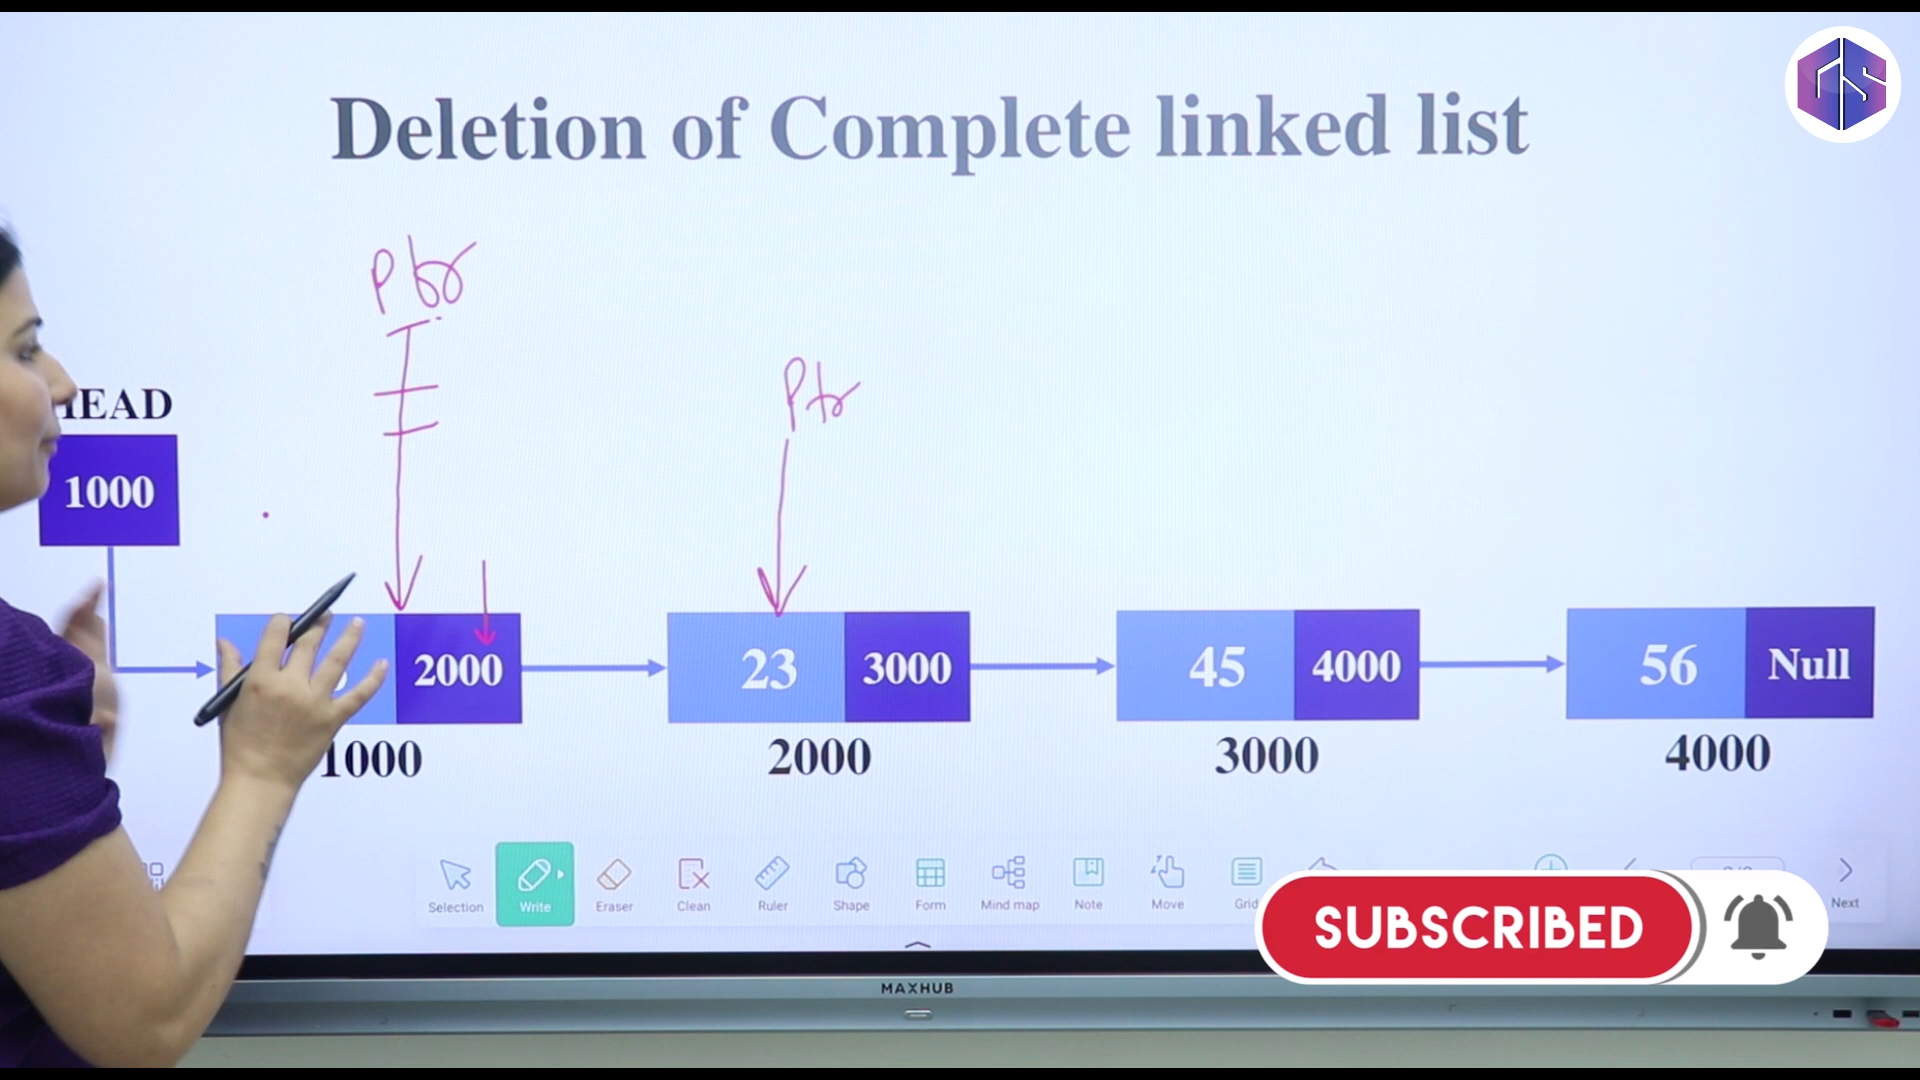 Deletion of Complete linked list
Ptr
Ptr
HEAD
1000
2000
23
3000
45
4000
56
Null
1000
2000
3000
4000
Selection
Write
Eraser
Clean
Ruler
Shape
Form
Mind map
Note
Move
Grid
Next
SUBSCRIBED
MAXHUB